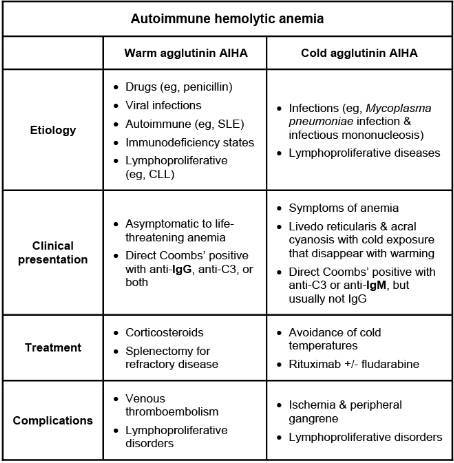 Autoimmune hemolytic anemia
Warm agglutinin AIHA
Cold agglutinin AIHA
Etiology
• Drugs (eg, penicillin)
• Viral infections
• Autoimmune (eg, SLE)
• Immunodeficiency states
• Lymphoproliferative
(eg, CLL)
• Infections (eg, Mycoplasma
pneumoniae infection &
infectious mononucleosis)
• Lymphoproliferative diseases
Clinical
presentation
• Asymptomatic to life-
threatening anemia
• Direct Coombs' positive
with anti-IgG, anti-C3, or
both
• Symptoms of anemia
• Livedo reticularis & acral
cyanosis with cold exposure
that disappear with warming
• Direct Coombs' positive with
anti-C3 or anti-IgM, but
usually not IgG
Treatment
• Corticosteroids
• Splenectomy for
refractory disease
• Avoidance of cold
temperatures
• Rituximab +/- fludarabine
Complications
• Venous
thromboembolism
• Lymphoproliferative
disorders
• Ischemia & peripheral
gangrene
• Lymphoproliferative disorders